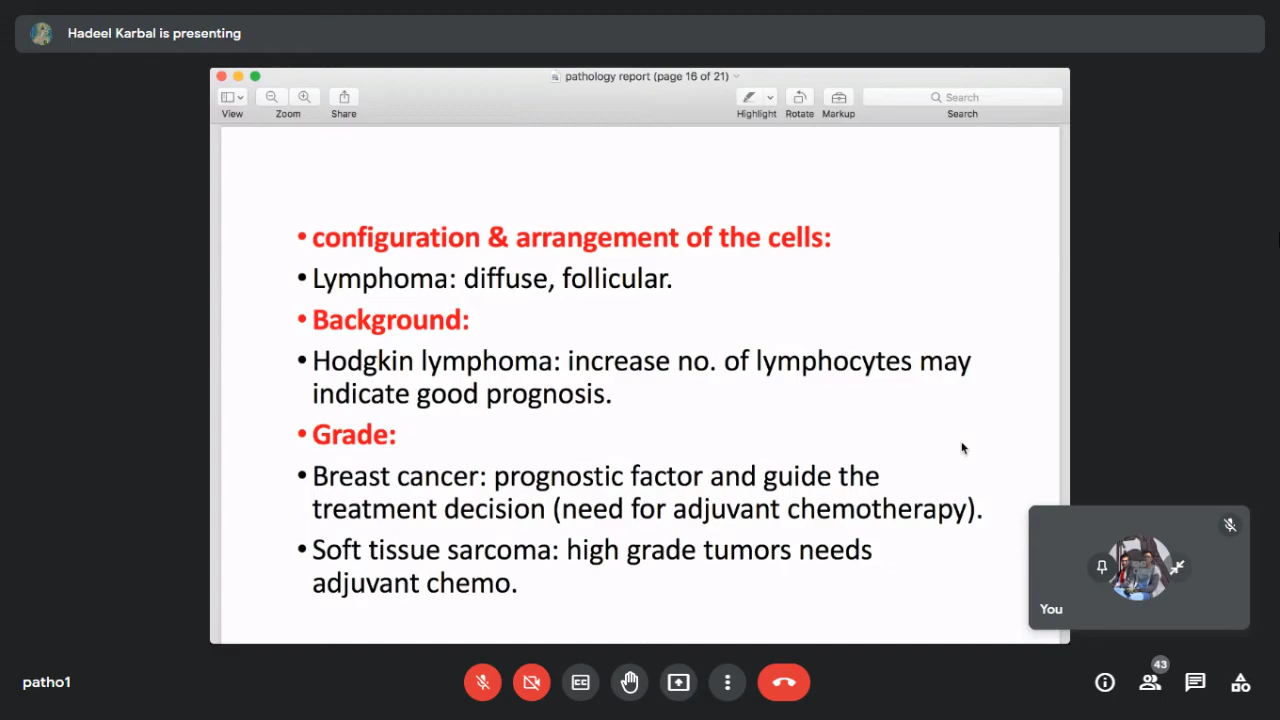 Hadeel Karbal is presenting
pathology report (page 16 of 21)
View
Zoom
Share
Highlight
Rotate
Markup
Search
Search
• configuration & arrangement of the cells:
• Lymphoma: diffuse, follicular.
• Background:
• Hodgkin lymphoma: increase no. of lymphocytes may
indicate good prognosis.
• Grade:
• Breast cancer: prognostic factor and guide the
treatment decision (need for adjuvant chemotherapy).
• Soft tissue sarcoma: high grade tumors needs
adjuvant chemo.
You
patho1
CC
43